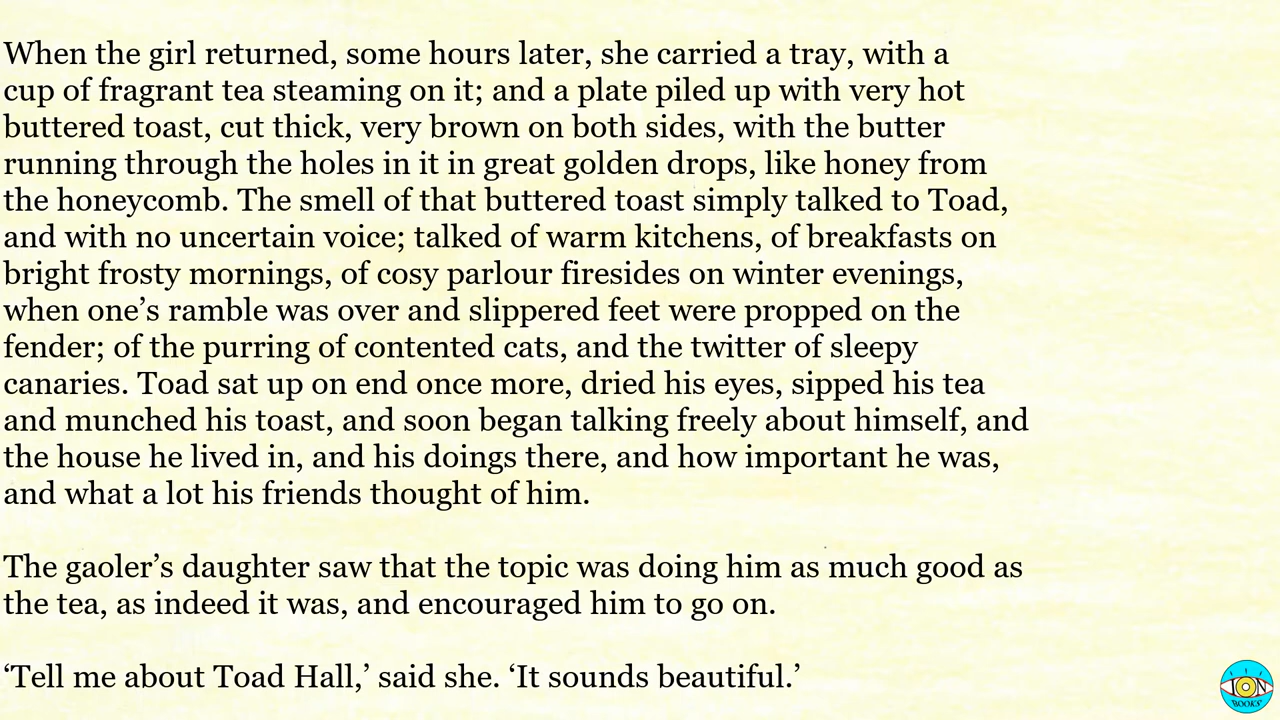 When the girl returned, some hours later, she carried a tray, with a
cup of fragrant tea steaming on it; and a plate piled up with very hot
buttered toast, cut thick, very brown on both sides, with the butter
running through the holes in it in great golden drops, like honey from
the honeycomb. The smell of that buttered toast simply talked to Toad,
and with no uncertain voice; talked of warm kitchens, of breakfasts on
bright frosty mornings, of cosy parlour firesides on winter evenings,
when one’s ramble was over and slippered feet were propped on the
fender; of the purring of contented cats, and the twitter of sleepy
canaries. Toad sat up on end once more, dried his eyes, sipped his tea
and munched his toast, and soon began talking freely about himself, and
the house he lived in, and his doings there, and how important he was,
and what a lot his friends thought of him.
The gaoler’s daughter saw that the topic was doing him as much good as
the tea, as indeed it was, and encouraged him to go on.
‘Tell me about Toad Hall,’ said she. ‘It sounds beautiful.’
ION
BOOKS